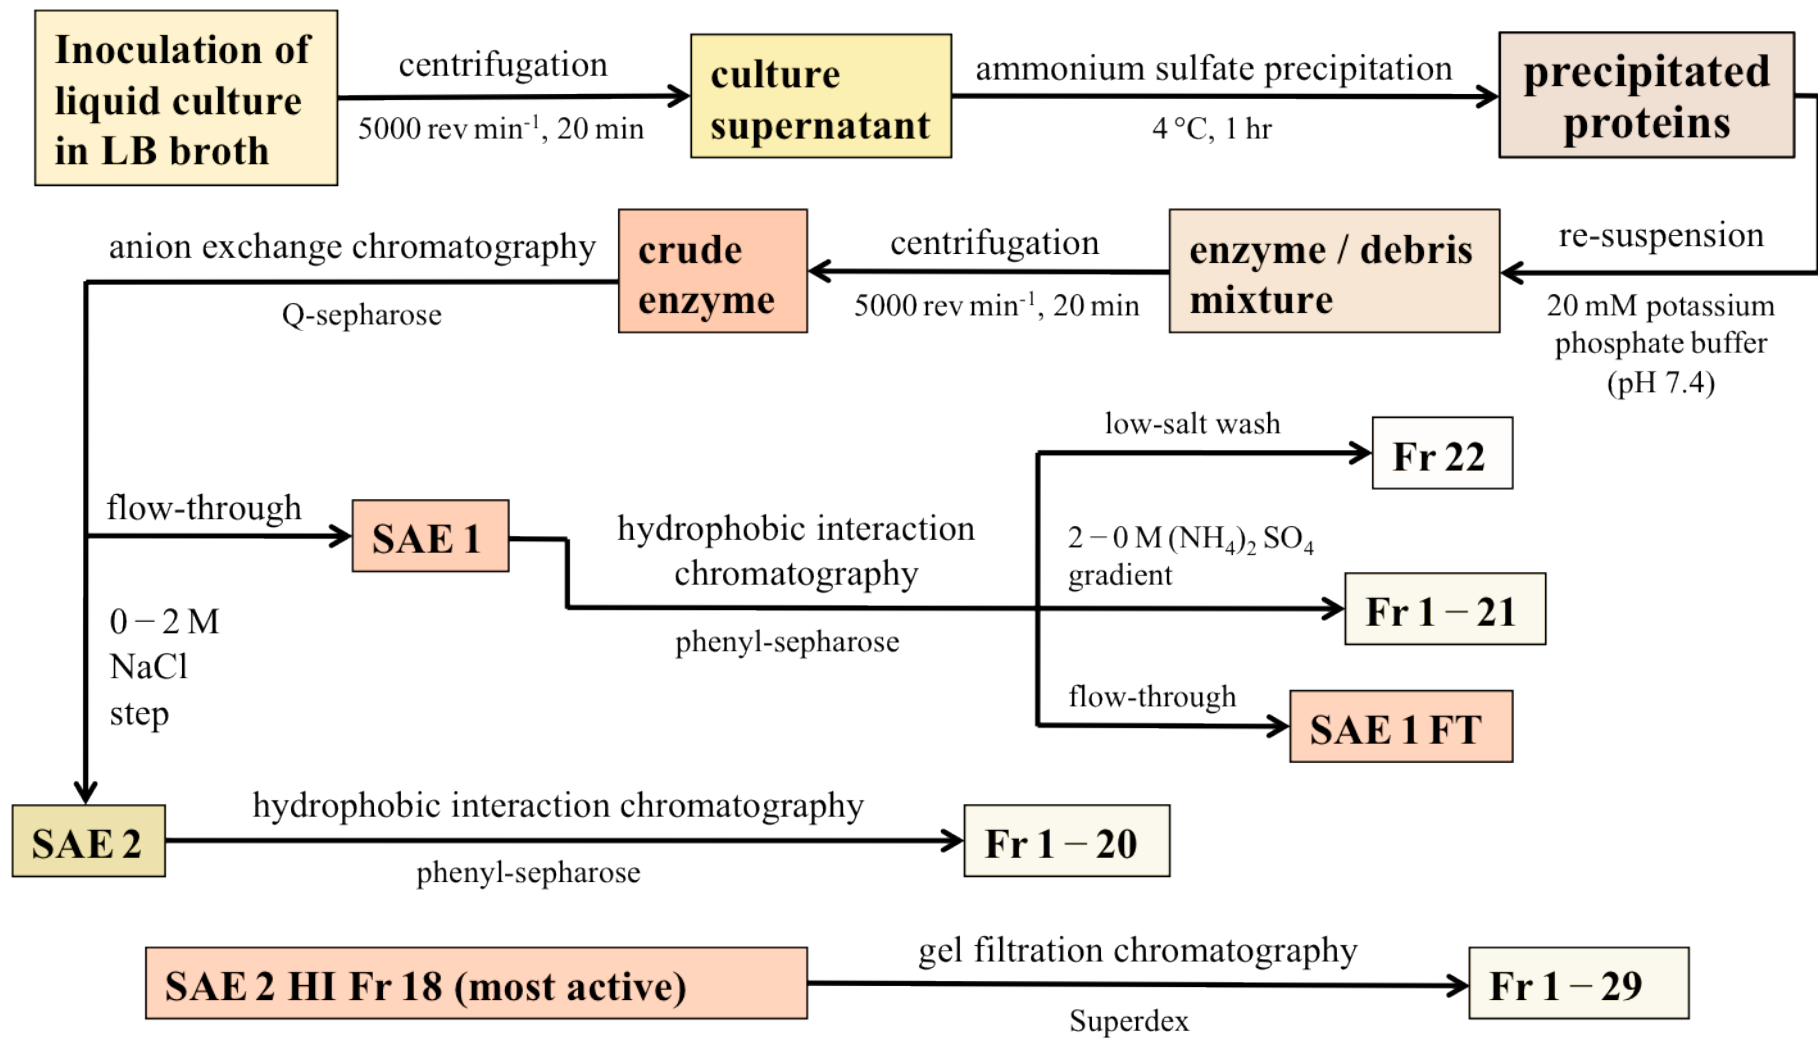 Inoculation of
liquid culture
in LB broth
centrifugation
5000 rev min⁻¹, 20 min
culture
supernatant
ammonium sulfate precipitation
4 °C, 1 hr
precipitated
proteins
re-suspension
20 mM potassium
phosphate buffer
(pH 7.4)
enzyme / debris
mixture
centrifugation
5000 rev min⁻¹, 20 min
crude
enzyme
anion exchange chromatography
Q-sepharose
flow-through
SAE 1
hydrophobic interaction
chromatography
phenyl-sepharose
low-salt wash
Fr 22
2 – 0 M (NH₄)₂ SO₄
gradient
Fr 1 – 21
flow-through
SAE 1 FT
0 – 2 M
NaCl
step
SAE 2
hydrophobic interaction chromatography
phenyl-sepharose
Fr 1 – 20
SAE 2 HI Fr 18 (most active)
gel filtration chromatography
Superdex
Fr 1 – 29